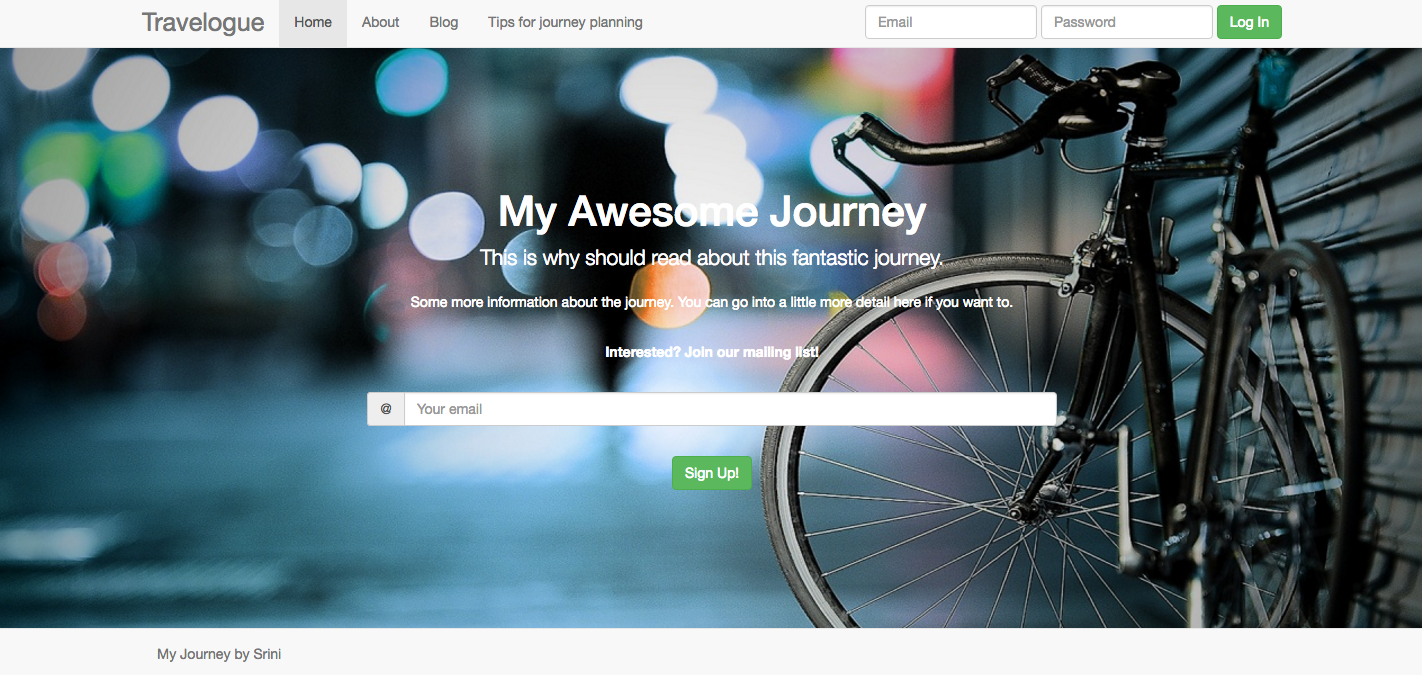 Travelogue Home About Blog Tips for journey planning Email Password Log In
My Awesome Journey
This is why should read about this fantastic journey.
Some more information about the journey. You can go into a little more detail here if you want to.
Interested? Join our mailing list!
@ Your email
Sign Up!
My Journey by Srini